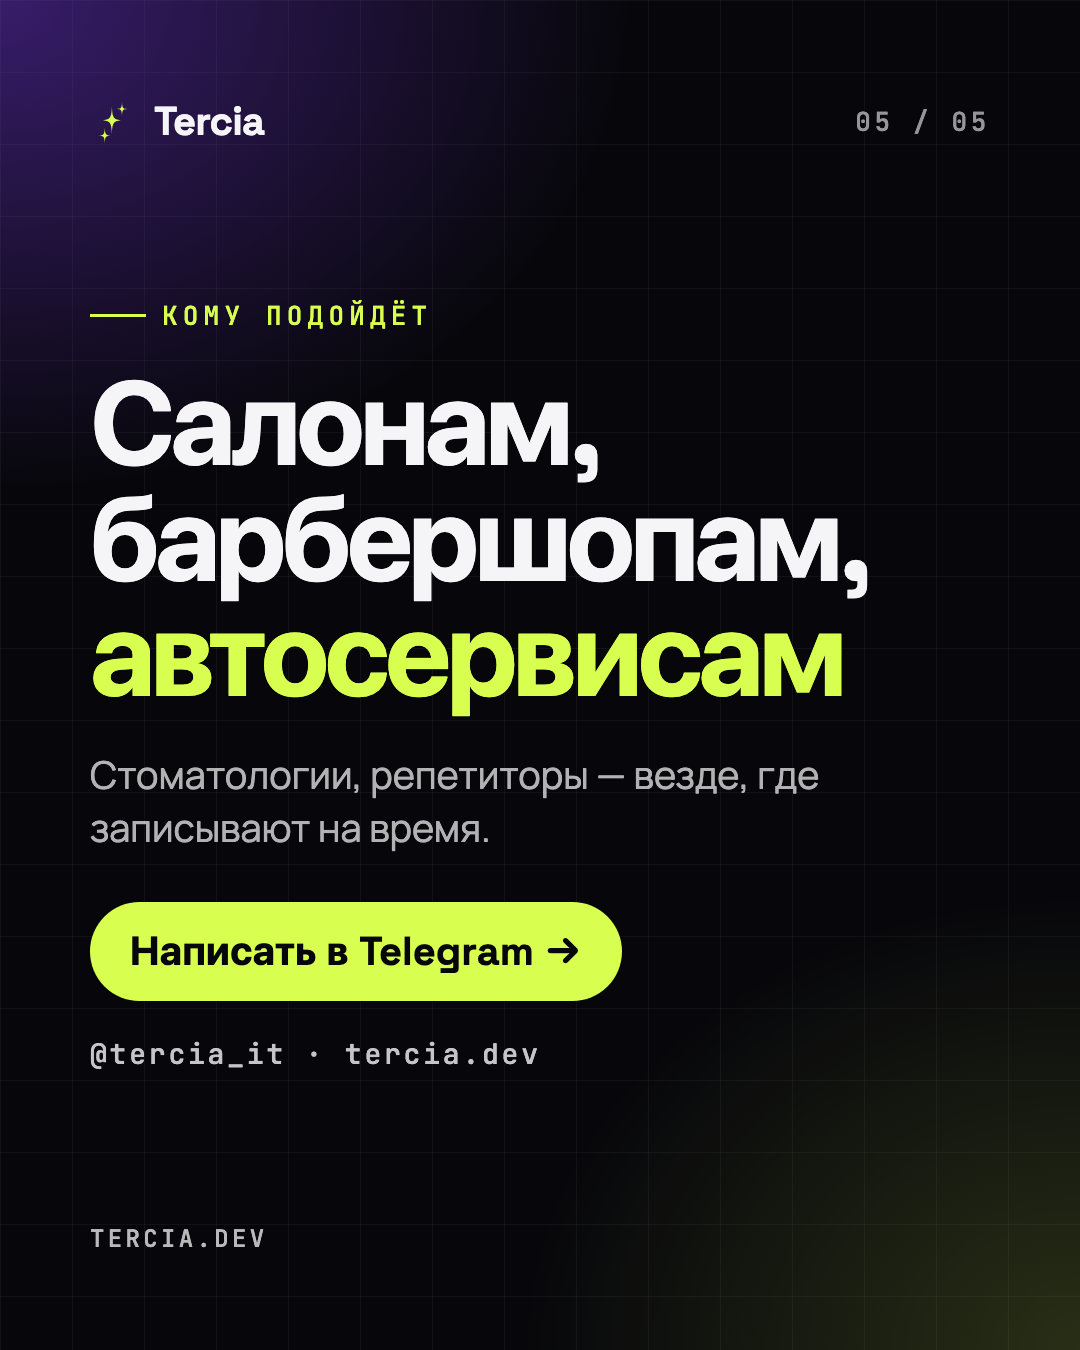 Tercia
05 / 05
КОМУ ПОДОЙДЁТ
Салонам,
барбершопам,
автосервисам
Стоматологии, репетиторы — везде, где
записывают на время.
Написать в Telegram →
@tercia_it · tercia.dev
TERCIA.DEV